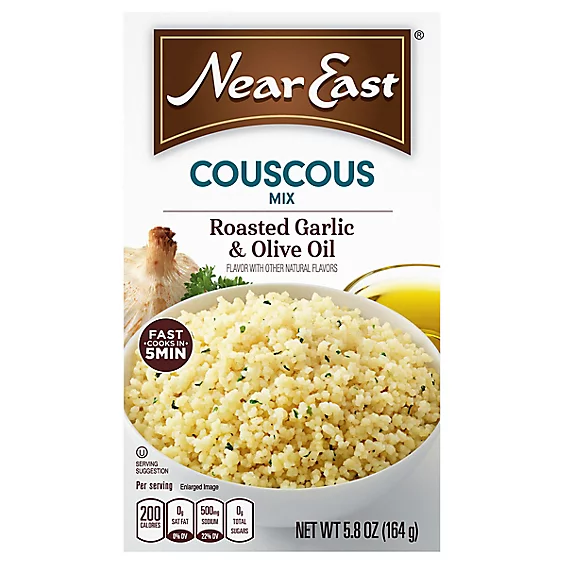 Near East®
COUSCOUS
MIX
Roasted Garlic
& Olive Oil
FLAVOR WITH OTHER NATURAL FLAVORS
FAST
COOKS IN
5MIN
U
SERVING
SUGGESTION
Per serving Enlarged Image
200
CALORIES
0g
SAT FAT
0% DV
500mg
SODIUM
22% DV
0g
TOTAL
SUGARS
NET WT 5.8 OZ (164 g)